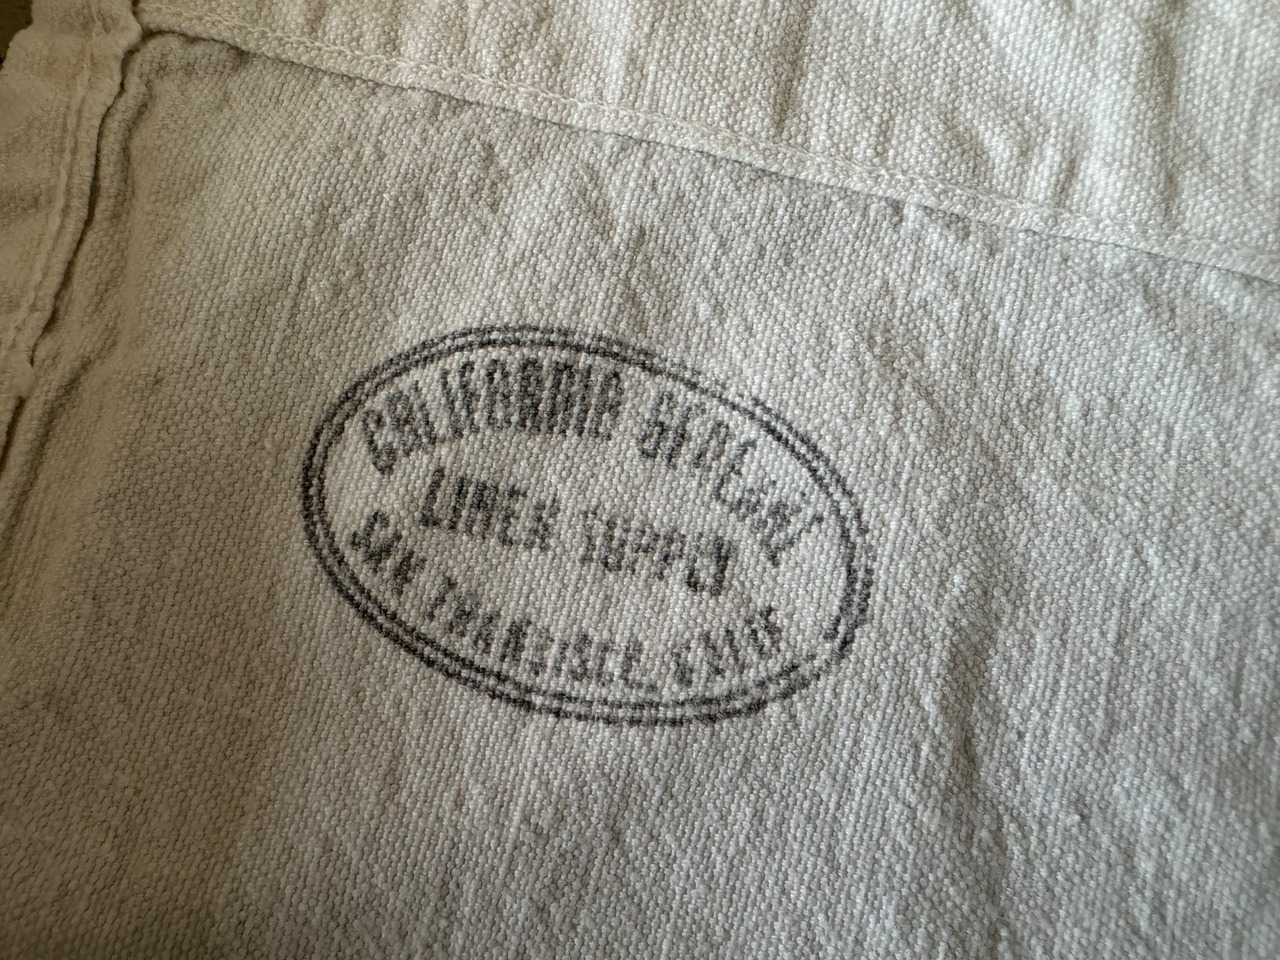 CALIFORNIA
LINEN SUPPLY
SAN FRANCISCO, CALIF